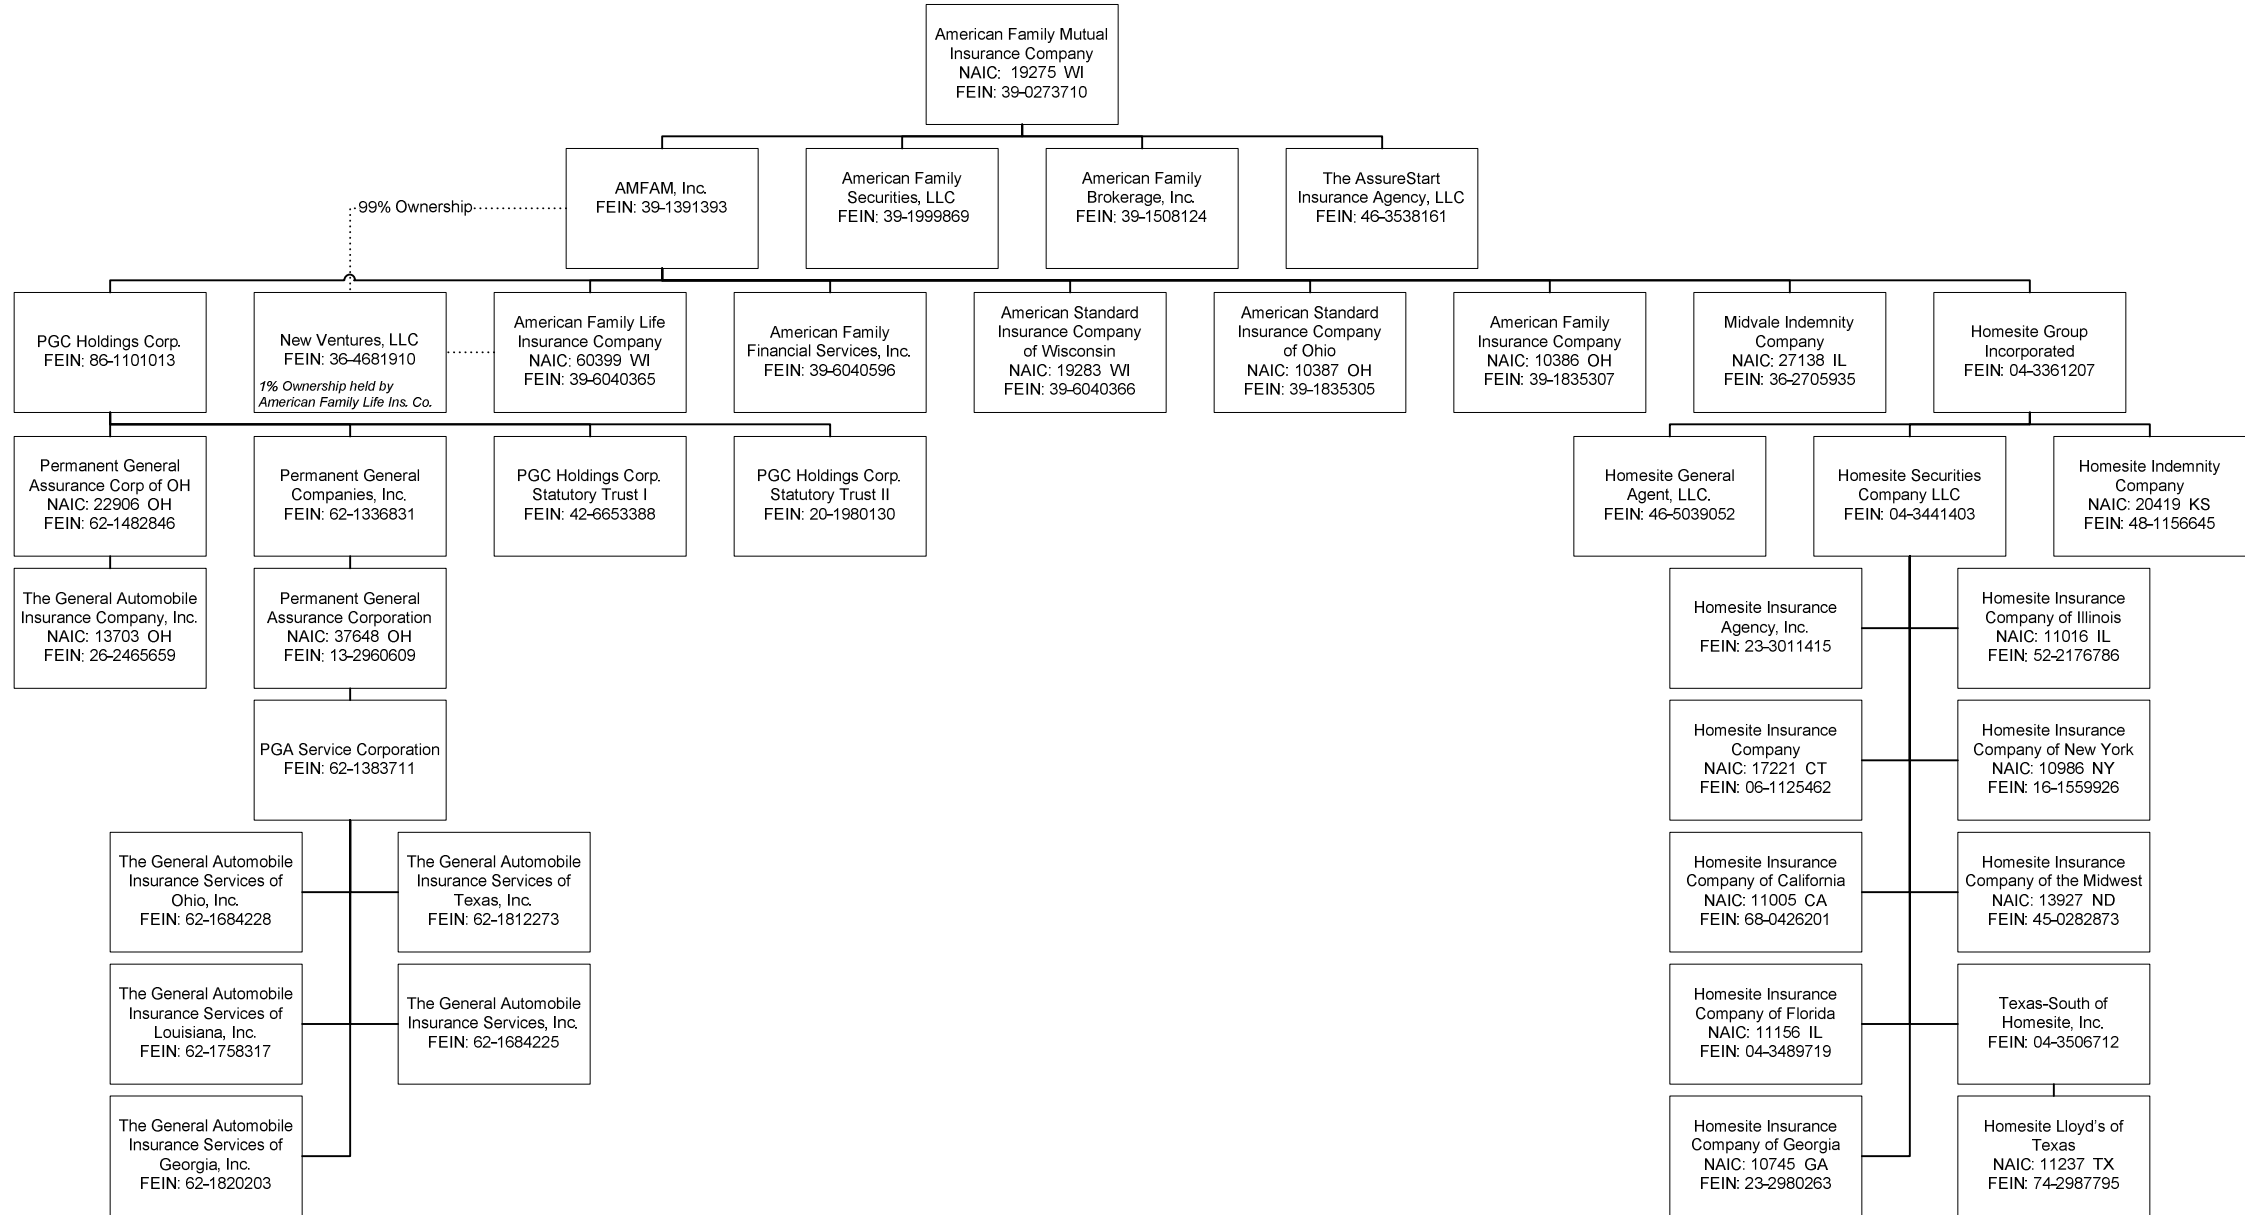 American Family Mutual
Insurance Company
NAIC: 19275 WI
FEIN: 39-0273710
AMFAM, Inc.
FEIN: 39-1391393
American Family
Securities, LLC
FEIN: 39-1999869
American Family
Brokerage, Inc.
FEIN: 39-1508124
The AssureStart
Insurance Agency, LLC
FEIN: 46-3538161
99% Ownership
PGC Holdings Corp.
FEIN: 86-1101013
New Ventures, LLC
FEIN: 36-4681910
1% Ownership held by
American Family Life Ins. Co.
American Family Life
Insurance Company
NAIC: 60399 WI
FEIN: 39-6040365
American Family
Financial Services, Inc.
FEIN: 39-6040596
American Standard
Insurance Company
of Wisconsin
NAIC: 19283 WI
FEIN: 39-6040366
American Standard
Insurance Company
of Ohio
NAIC: 10387 OH
FEIN: 39-1835305
American Family
Insurance Company
NAIC: 10386 OH
FEIN: 39-1835307
Midvale Indemnity
Company
NAIC: 27138 IL
FEIN: 36-2705935
Homesite Group
Incorporated
FEIN: 04-3361207
Permanent General
Assurance Corp of OH
NAIC: 22906 OH
FEIN: 62-1482846
Permanent General
Companies, Inc.
FEIN: 62-1336831
PGC Holdings Corp.
Statutory Trust I
FEIN: 42-6653388
PGC Holdings Corp.
Statutory Trust II
FEIN: 20-1980130
Homesite General
Agent, LLC.
FEIN: 46-5039052
Homesite Securities
Company LLC
FEIN: 04-3441403
Homesite Indemnity
Company
NAIC: 20419 KS
FEIN: 48-1156645
The General Automobile
Insurance Company, Inc.
NAIC: 13703 OH
FEIN: 26-2465659
Permanent General
Assurance Corporation
NAIC: 37648 OH
FEIN: 13-2960609
Homesite Insurance
Agency, Inc.
FEIN: 23-3011415
Homesite Insurance
Company of Illinois
NAIC: 11016 IL
FEIN: 52-2176786
PGA Service Corporation
FEIN: 62-1383711
Homesite Insurance
Company
NAIC: 17221 CT
FEIN: 06-1125462
Homesite Insurance
Company of New York
NAIC: 10986 NY
FEIN: 16-1559926
The General Automobile
Insurance Services of
Ohio, Inc.
FEIN: 62-1684228
The General Automobile
Insurance Services of
Texas, Inc.
FEIN: 62-1812273
Homesite Insurance
Company of California
NAIC: 11005 CA
FEIN: 68-0426201
Homesite Insurance
Company of the Midwest
NAIC: 13927 ND
FEIN: 45-0282873
The General Automobile
Insurance Services of
Louisiana, Inc.
FEIN: 62-1758317
The General Automobile
Insurance Services, Inc.
FEIN: 62-1684225
Homesite Insurance
Company of Florida
NAIC: 11156 IL
FEIN: 04-3489719
Texas-South of
Homesite, Inc.
FEIN: 04-3506712
The General Automobile
Insurance Services of
Georgia, Inc.
FEIN: 62-1820203
Homesite Insurance
Company of Georgia
NAIC: 10745 GA
FEIN: 23-2980263
Homesite Lloyd's of
Texas
NAIC: 11237 TX
FEIN: 74-2987795